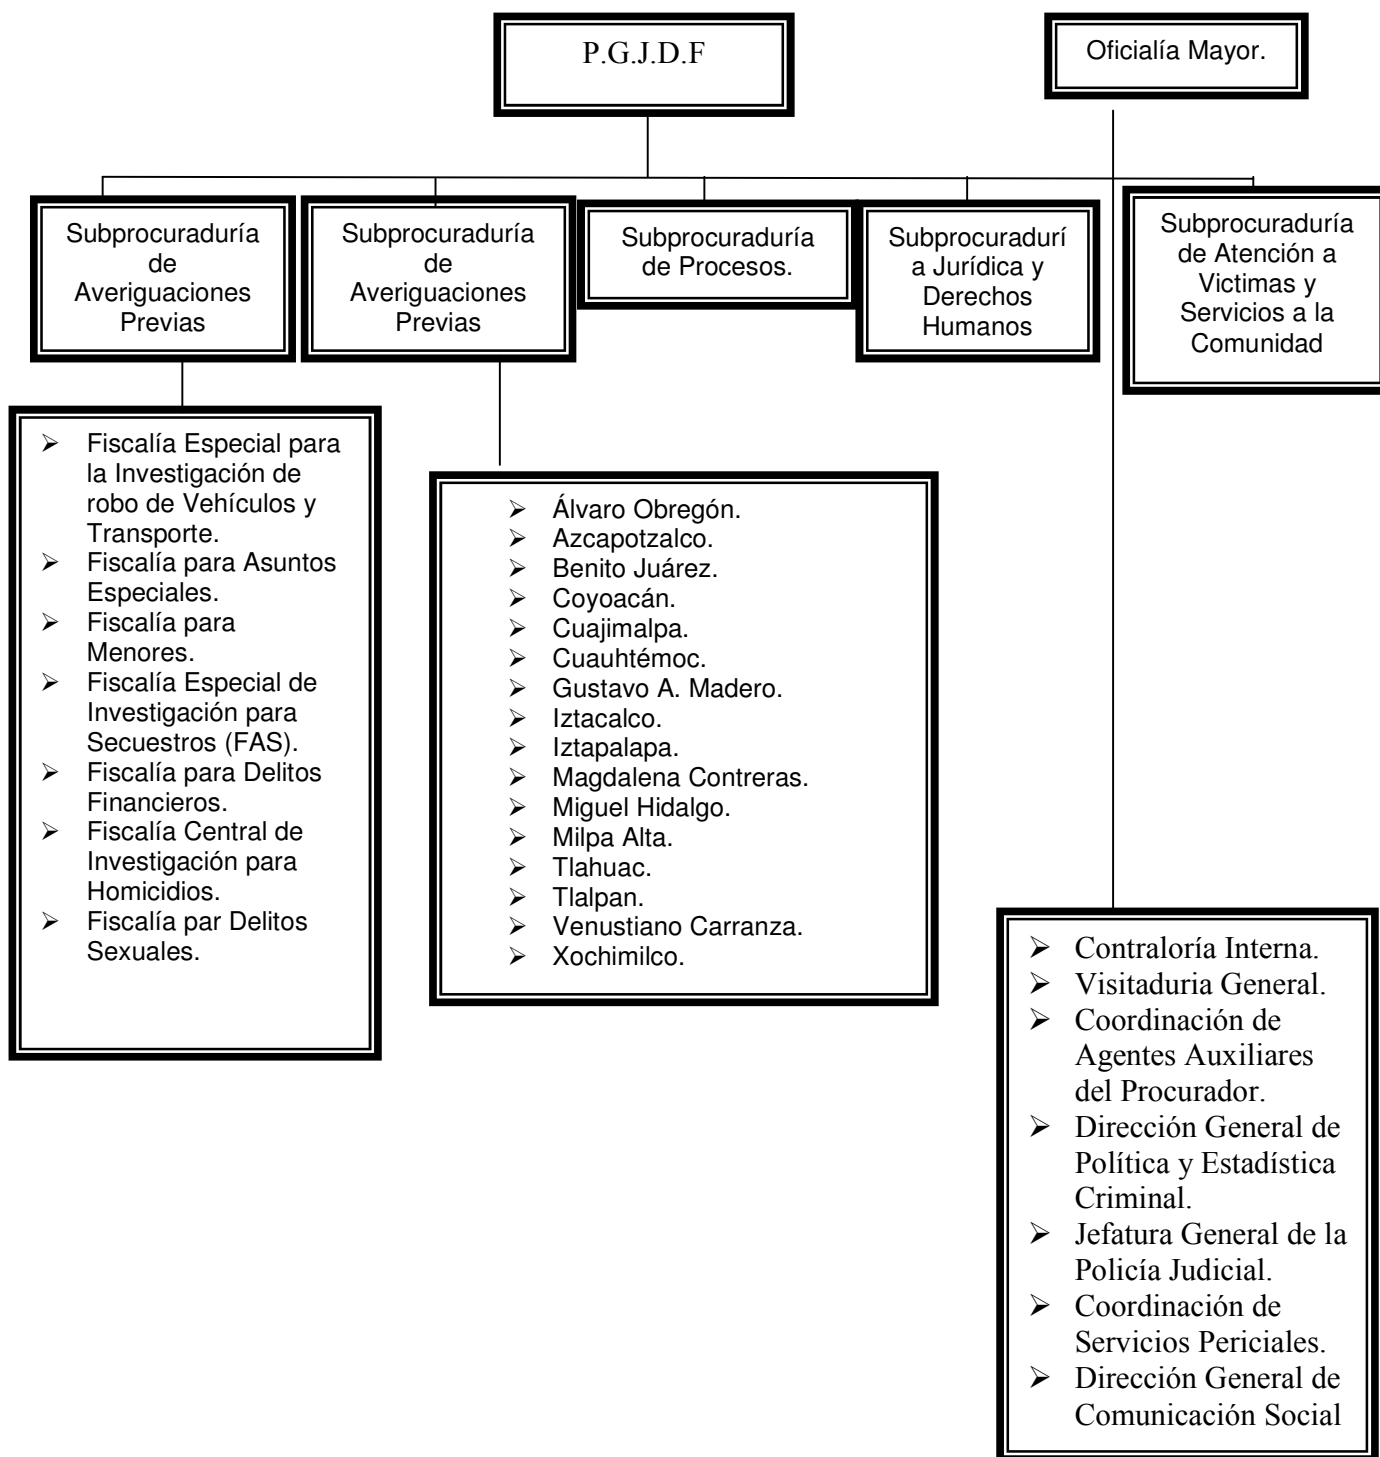 P.G.J.D.F
Oficialía Mayor.
Subprocuraduría
de
Averiguaciones
Previas
Subprocuraduría
de
Averiguaciones
Previas
Subprocuraduría
de Procesos.
Subprocuradurí
a Jurídica y
Derechos
Humanos
Subprocuraduría
de Atención a
Victimas y
Servicios a la
Comunidad
➢ Fiscalía Especial para
la Investigación de
robo de Vehículos y
Transporte.
➢ Fiscalía para Asuntos
Especiales.
➢ Fiscalía para
Menores.
➢ Fiscalía Especial de
Investigación para
Secuestros (FAS).
➢ Fiscalía para Delitos
Financieros.
➢ Fiscalía Central de
Investigación para
Homicidios.
➢ Fiscalía par Delitos
Sexuales.
➢ Álvaro Obregón.
➢ Azcapotzalco.
➢ Benito Juárez.
➢ Coyoacán.
➢ Cuajimalpa.
➢ Cuauhtémoc.
➢ Gustavo A. Madero.
➢ Iztacalco.
➢ Iztapalapa.
➢ Magdalena Contreras.
➢ Miguel Hidalgo.
➢ Milpa Alta.
➢ Tlahuac.
➢ Tlalpan.
➢ Venustiano Carranza.
➢ Xochimilco.
➢ Contraloría Interna.
➢ Visitaduria General.
➢ Coordinación de
Agentes Auxiliares
del Procurador.
➢ Dirección General de
Política y Estadística
Criminal.
➢ Jefatura General de la
Policía Judicial.
➢ Coordinación de
Servicios Periciales.
➢ Dirección General de
Comunicación Social